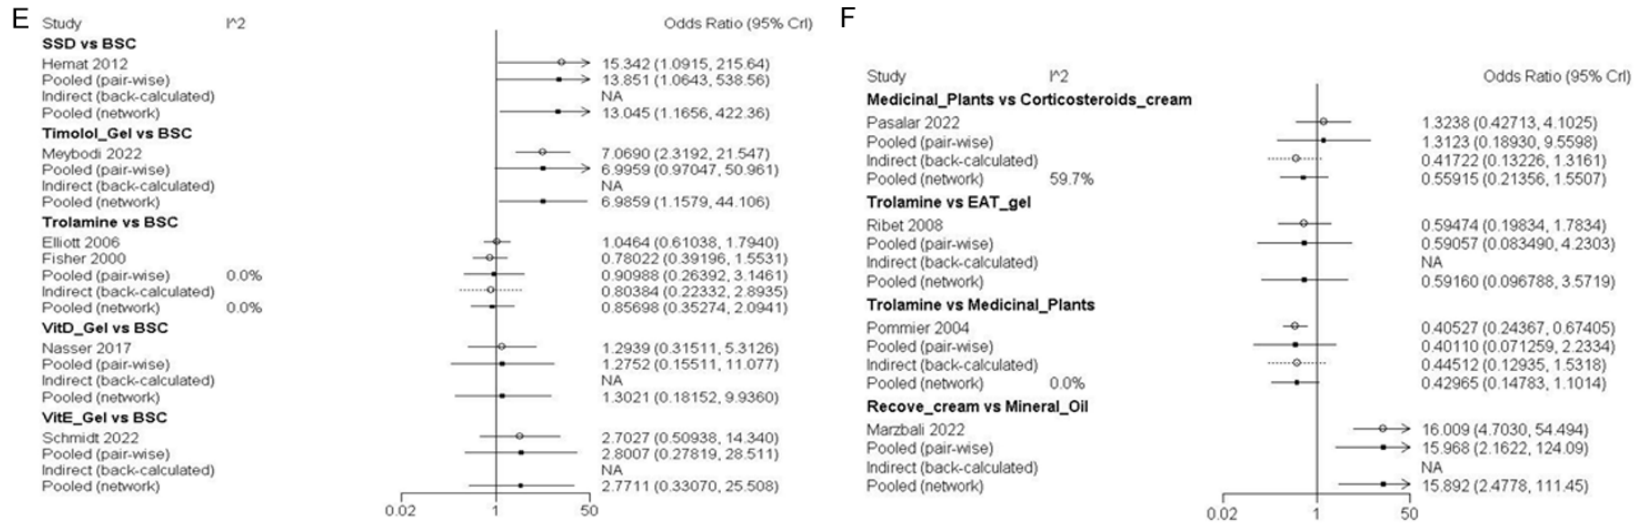 E
Study I^2 Odds Ratio (95% CrI)
SSD vs BSC
Hemat 2012 15.342 (1.0915, 215.64)
Pooled (pair-wise) 13.851 (1.0643, 538.56)
Indirect (back-calculated) NA
Pooled (network) 13.045 (1.1656, 422.36)
Timolol_Gel vs BSC
Meybodi 2022 7.0690 (2.3192, 21.547)
Pooled (pair-wise) 6.9959 (0.97047, 50.961)
Indirect (back-calculated) NA
Pooled (network) 6.9859 (1.1579, 44.106)
Trolamine vs BSC
Elliott 2006 1.0464 (0.61038, 1.7940)
Fisher 2000 0.78022 (0.39196, 1.5531)
Pooled (pair-wise) 0.0% 0.90988 (0.26392, 3.1461)
Indirect (back-calculated) 0.80384 (0.22332, 2.8935)
Pooled (network) 0.0% 0.85698 (0.35274, 2.0941)
VitD_Gel vs BSC
Nasser 2017 1.2939 (0.31511, 5.3126)
Pooled (pair-wise) 1.2752 (0.15511, 11.077)
Indirect (back-calculated) NA
Pooled (network) 1.3021 (0.18152, 9.9360)
VitE_Gel vs BSC
Schmidt 2022 2.7027 (0.50938, 14.340)
Pooled (pair-wise) 2.8007 (0.27819, 28.511)
Indirect (back-calculated) NA
Pooled (network) 2.7711 (0.33070, 25.508)
0.02 1 50
F
Study I^2 Odds Ratio (95% CrI)
Medicinal_Plants vs Corticosteroids_cream
Pasalar 2022 1.3238 (0.42713, 4.1025)
Pooled (pair-wise) 1.3123 (0.18930, 9.5598)
Indirect (back-calculated) 0.41722 (0.13226, 1.3161)
Pooled (network) 59.7% 0.55915 (0.21356, 1.5507)
Trolamine vs EAT_gel
Ribet 2008 0.59474 (0.19834, 1.7834)
Pooled (pair-wise) 0.59057 (0.083490, 4.2303)
Indirect (back-calculated) NA
Pooled (network) 0.59160 (0.096788, 3.5719)
Trolamine vs Medicinal_Plants
Pommier 2004 0.40527 (0.24367, 0.67405)
Pooled (pair-wise) 0.40110 (0.071259, 2.2334)
Indirect (back-calculated) 0.44512 (0.12935, 1.5318)
Pooled (network) 0.0% 0.42965 (0.14783, 1.1014)
Recove_cream vs Mineral_Oil
Marzbali 2022 16.009 (4.7030, 54.494)
Pooled (pair-wise) 15.968 (2.1622, 124.09)
Indirect (back-calculated) NA
Pooled (network) 15.892 (2.4778, 111.45)
0.02 1 50